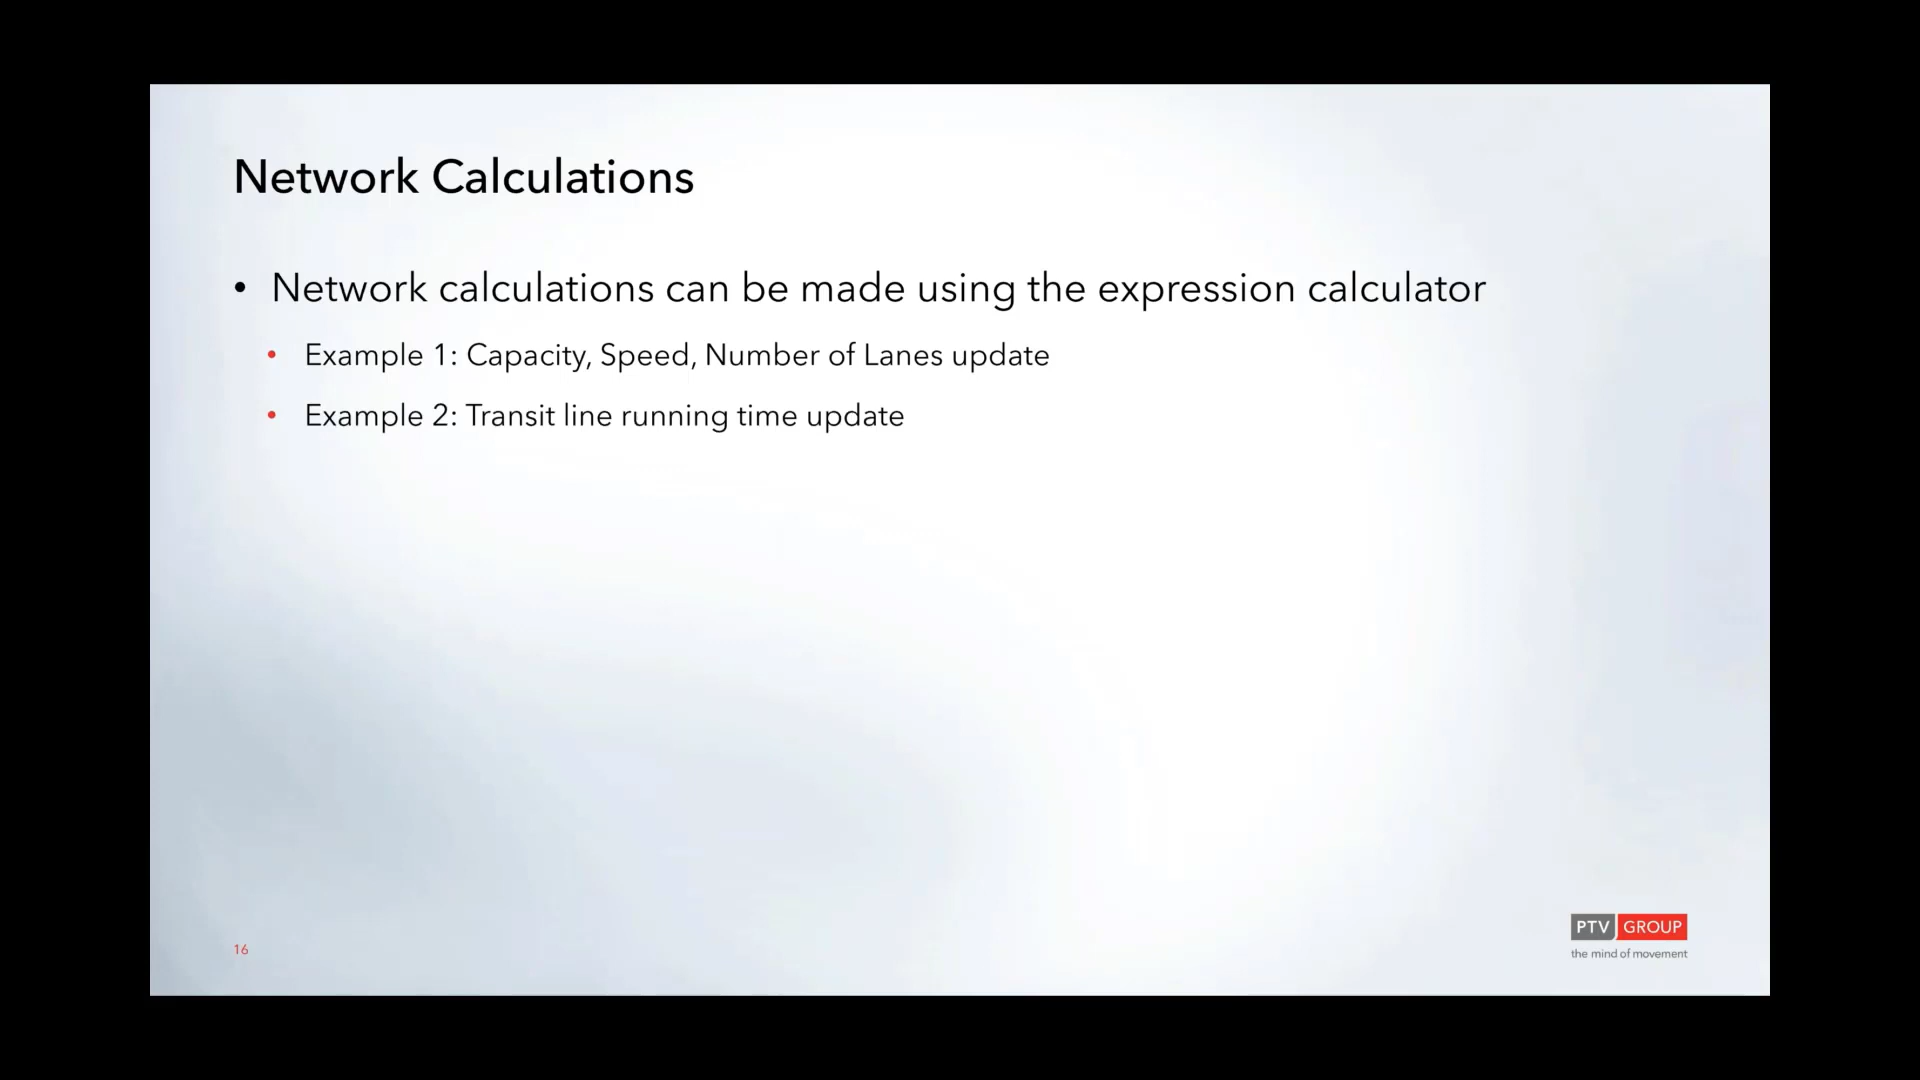 Network Calculations
• Network calculations can be made using the expression calculator
• Example 1: Capacity, Speed, Number of Lanes update
• Example 2: Transit line running time update
16
PTV GROUP
the mind of movement